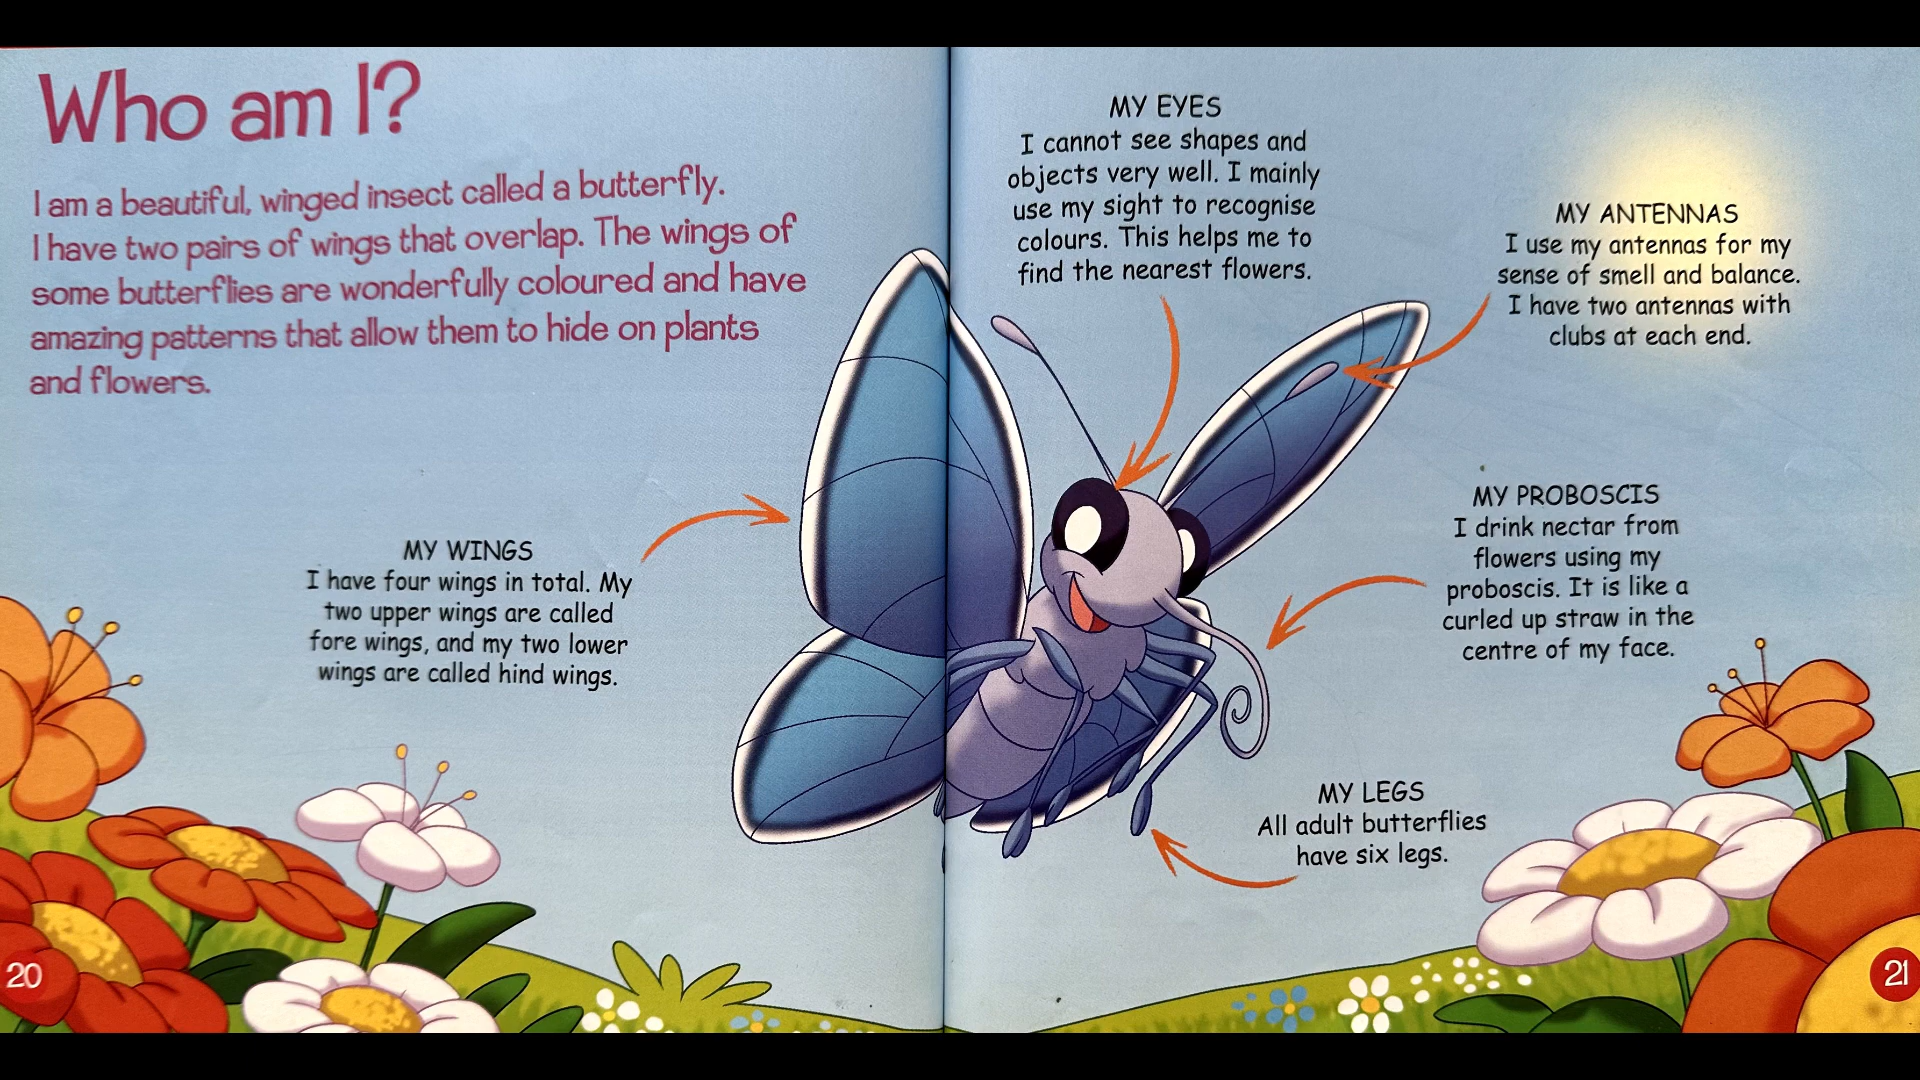 Who am I?
I am a beautiful, winged insect called a butterfly.
I have two pairs of wings that overlap. The wings of
some butterflies are wonderfully coloured and have
amazing patterns that allow them to hide on plants
and flowers.
MY WINGS
I have four wings in total. My
two upper wings are called
fore wings, and my two lower
wings are called hind wings.
20
MY EYES
I cannot see shapes and
objects very well. I mainly
use my sight to recognise
colours. This helps me to
find the nearest flowers.
MY ANTENNAS
I use my antennas for my
sense of smell and balance.
I have two antennas with
clubs at each end.
MY PROBOSCIS
I drink nectar from
flowers using my
proboscis. It is like a
curled up straw in the
centre of my face.
MY LEGS
All adult butterflies
have six legs.
21